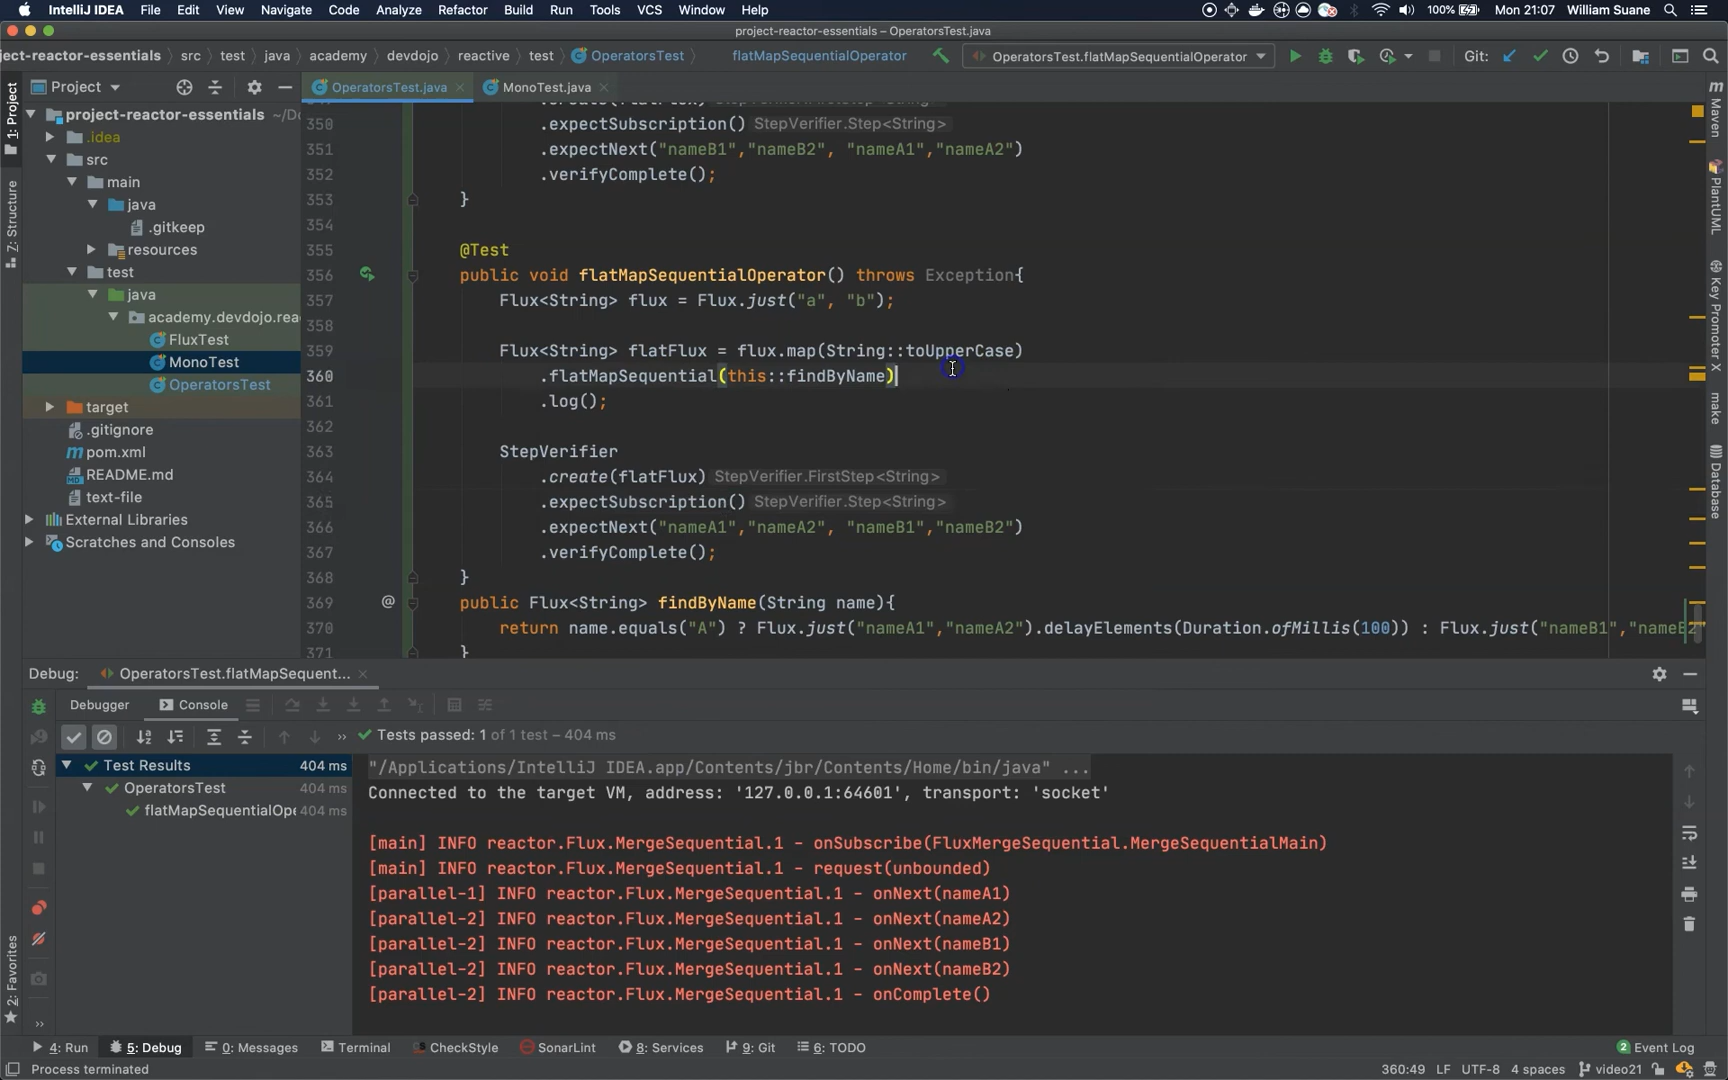 IntelliJ IDEA File Edit View Navigate Code Analyze Refactor Build Run Tools VCS Window Help 100% Mon 21:07 William Suane
project-reactor-essentials – OperatorsTest.java
ject-reactor-essentials src test java academy devdojo reactive test OperatorsTest flatMapSequentialOperator OperatorsTest.flatMapSequentialOperator Git:
Project OperatorsTest.java MonoTest.java
1: Project
Z: Structure
2: Favorites
project-reactor-essentials ~/Do
.idea
src
main
java
.gitkeep
resources
test
java
academy.devdojo.rea
FluxTest
MonoTest
OperatorsTest
target
.gitignore
pom.xml
README.md
text-file
External Libraries
Scratches and Consoles
350 .expectSubscription() StepVerifier.Step<String>
351 .expectNext("nameB1","nameB2", "nameA1","nameA2")
352 .verifyComplete();
353 }
354
355 @Test
356 public void flatMapSequentialOperator() throws Exception{
357 Flux<String> flux = Flux.just("a", "b");
358
359 Flux<String> flatFlux = flux.map(String::toUpperCase)
360 .flatMapSequential(this::findByName)
361 .log();
362
363 StepVerifier
364 .create(flatFlux) StepVerifier.FirstStep<String>
365 .expectSubscription() StepVerifier.Step<String>
366 .expectNext("nameA1","nameA2", "nameB1","nameB2")
367 .verifyComplete();
368 }
369 @ public Flux<String> findByName(String name){
370 return name.equals("A") ? Flux.just("nameA1","nameA2").delayElements(Duration.ofMillis(100)) : Flux.just("nameB1","nameB2"
371 }
Maven
PlantUML
Key Promoter X
make
Database
Debug: OperatorsTest.flatMapSequent...
Debugger Console
» Tests passed: 1 of 1 test – 404 ms
Test Results 404 ms
OperatorsTest 404 ms
flatMapSequentialOpe 404 ms
"/Applications/IntelliJ IDEA.app/Contents/jbr/Contents/Home/bin/java" ...
Connected to the target VM, address: '127.0.0.1:64601', transport: 'socket'
[main] INFO reactor.Flux.MergeSequential.1 - onSubscribe(FluxMergeSequential.MergeSequentialMain)
[main] INFO reactor.Flux.MergeSequential.1 - request(unbounded)
[parallel-1] INFO reactor.Flux.MergeSequential.1 - onNext(nameA1)
[parallel-2] INFO reactor.Flux.MergeSequential.1 - onNext(nameA2)
[parallel-2] INFO reactor.Flux.MergeSequential.1 - onNext(nameB1)
[parallel-2] INFO reactor.Flux.MergeSequential.1 - onNext(nameB2)
[parallel-2] INFO reactor.Flux.MergeSequential.1 - onComplete()
4: Run 5: Debug 0: Messages Terminal CheckStyle SonarLint 8: Services 9: Git 6: TODO 2 Event Log
Process terminated 360:49 LF UTF-8 4 spaces video21